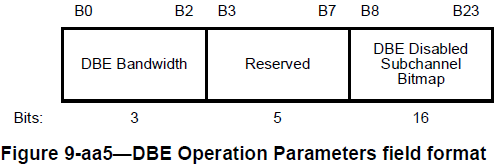 B0 B2 B3 B7 B8 B23
DBE Bandwidth Reserved DBE Disabled
Subchannel
Bitmap
Bits: 3 5 16
Figure 9-aa5—DBE Operation Parameters field format